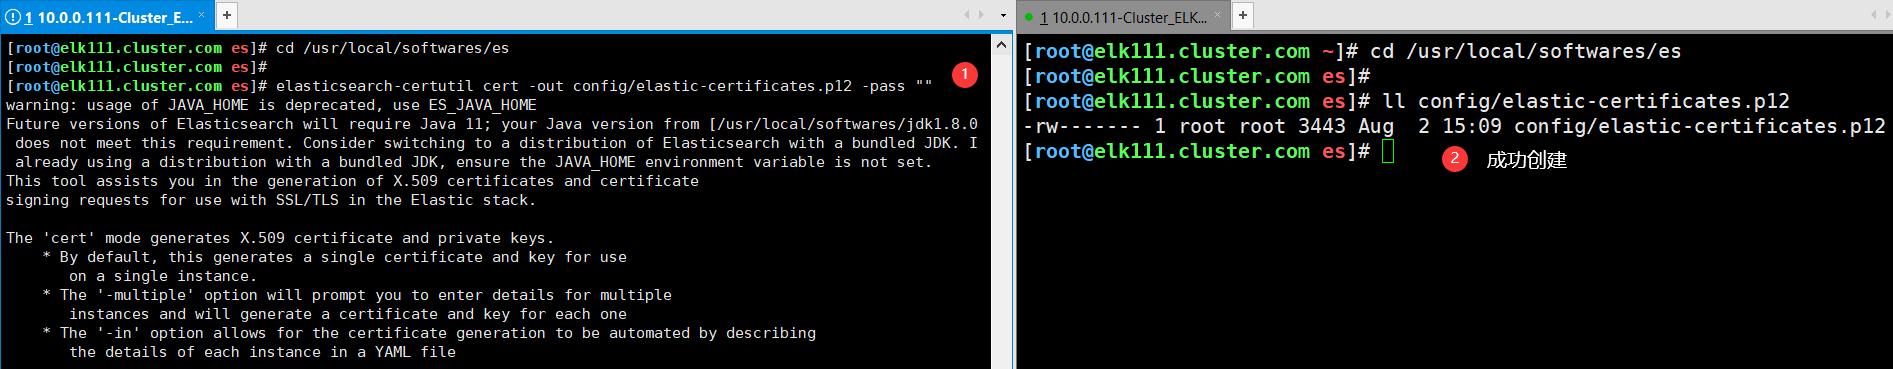 1 10.0.0.111-Cluster_E... × +
[root@elk111.cluster.com es]# cd /usr/local/softwares/es
[root@elk111.cluster.com es]#
[root@elk111.cluster.com es]# elasticsearch-certutil cert -out config/elastic-certificates.p12 -pass ""
1
warning: usage of JAVA_HOME is deprecated, use ES_JAVA_HOME
Future versions of Elasticsearch will require Java 11; your Java version from [/usr/local/softwares/jdk1.8.0
does not meet this requirement. Consider switching to a distribution of Elasticsearch with a bundled JDK. I
already using a distribution with a bundled JDK, ensure the JAVA_HOME environment variable is not set.
This tool assists you in the generation of X.509 certificates and certificate
signing requests for use with SSL/TLS in the Elastic stack.
The 'cert' mode generates X.509 certificate and private keys.
* By default, this generates a single certificate and key for use
on a single instance.
* The '-multiple' option will prompt you to enter details for multiple
instances and will generate a certificate and key for each one
* The '-in' option allows for the certificate generation to be automated by describing
the details of each instance in a YAML file
1 10.0.0.111-Cluster_ELK... × +
[root@elk111.cluster.com ~]# cd /usr/local/softwares/es
[root@elk111.cluster.com es]#
[root@elk111.cluster.com es]# ll config/elastic-certificates.p12
-rw------- 1 root root 3443 Aug  2 15:09 config/elastic-certificates.p12
[root@elk111.cluster.com es]#
2 成功创建